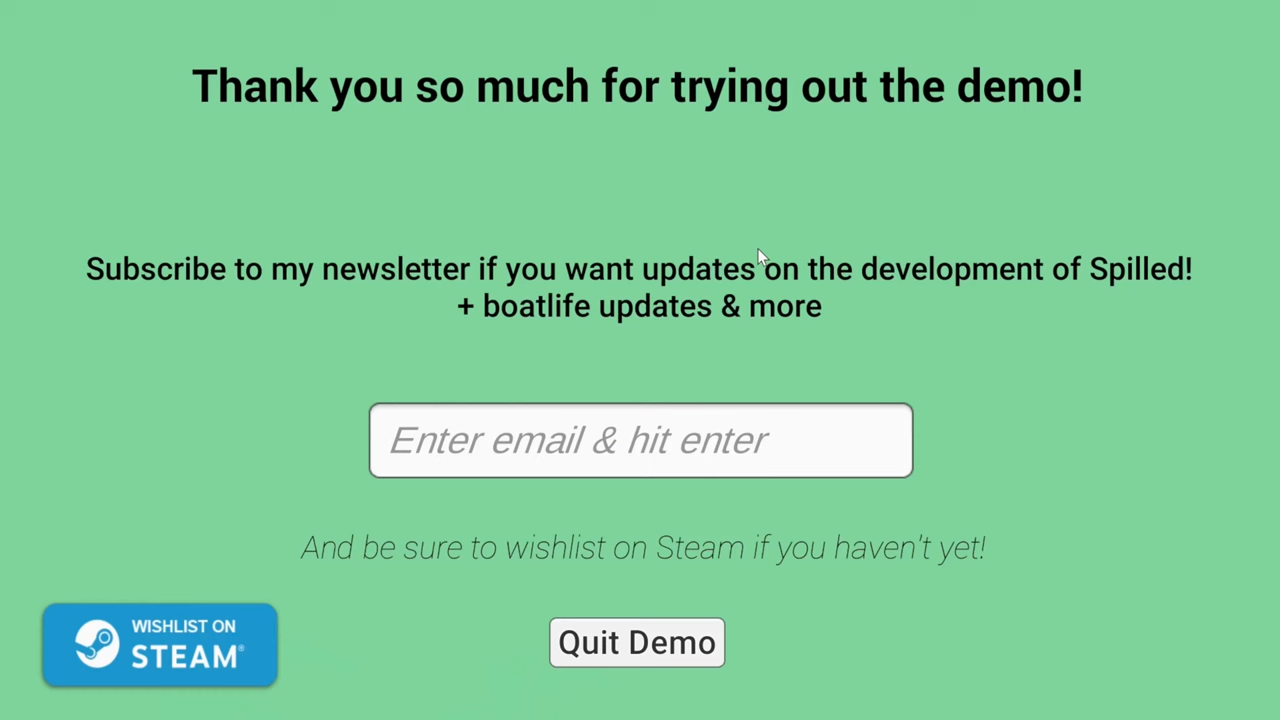 Thank you so much for trying out the demo!
Subscribe to my newsletter if you want updates on the development of Spilled!
+ boatlife updates & more
Enter email & hit enter
And be sure to wishlist on Steam if you haven't yet!
WISHLIST ON
STEAM®
Quit Demo